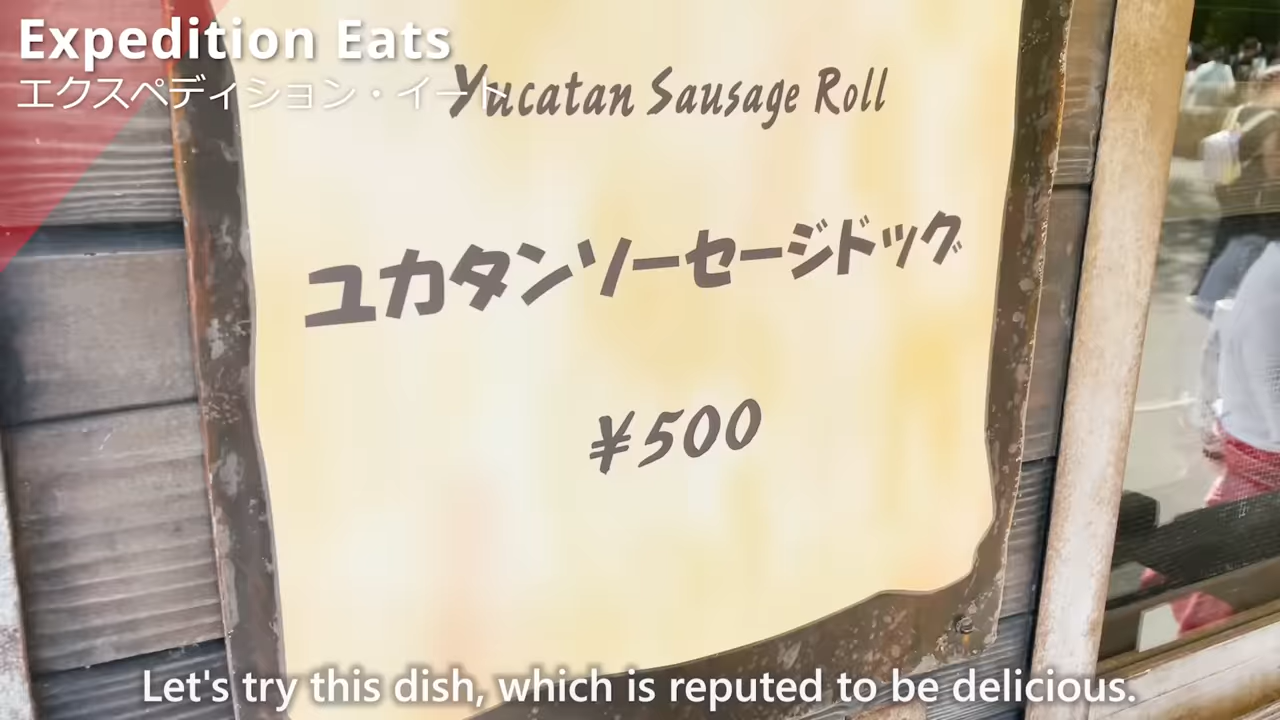 Expedition Eats
エクスペディション・イーツ
Yucatan Sausage Roll
ユカタンソーセージドッグ
¥500
Let's try this dish, which is reputed to be delicious.